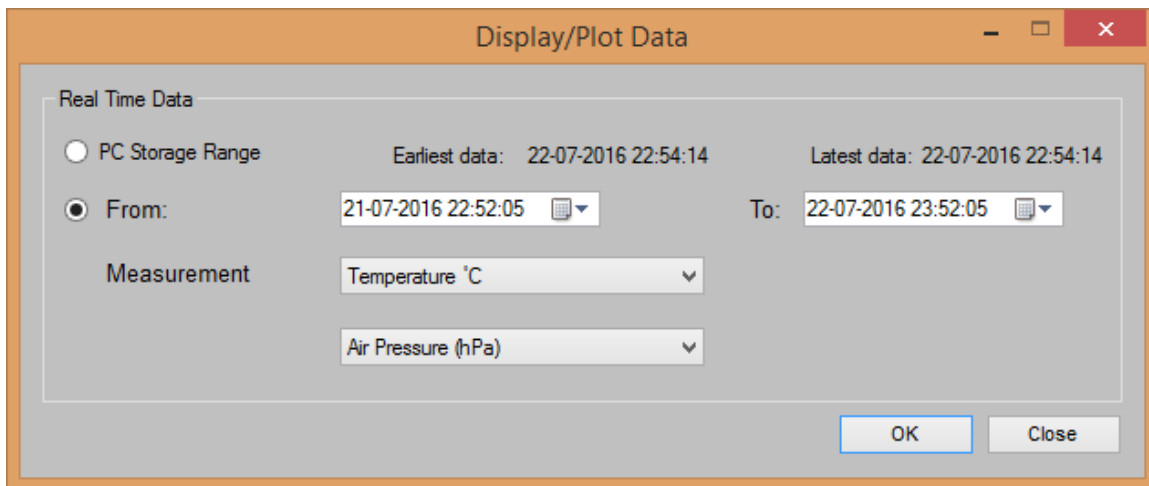 Display/Plot Data
Real Time Data
PC Storage Range Earliest data: 22-07-2016 22:54:14 Latest data: 22-07-2016 22:54:14
From: 21-07-2016 22:52:05 To: 22-07-2016 23:52:05
Measurement Temperature °C
Air Pressure (hPa)
OK Close